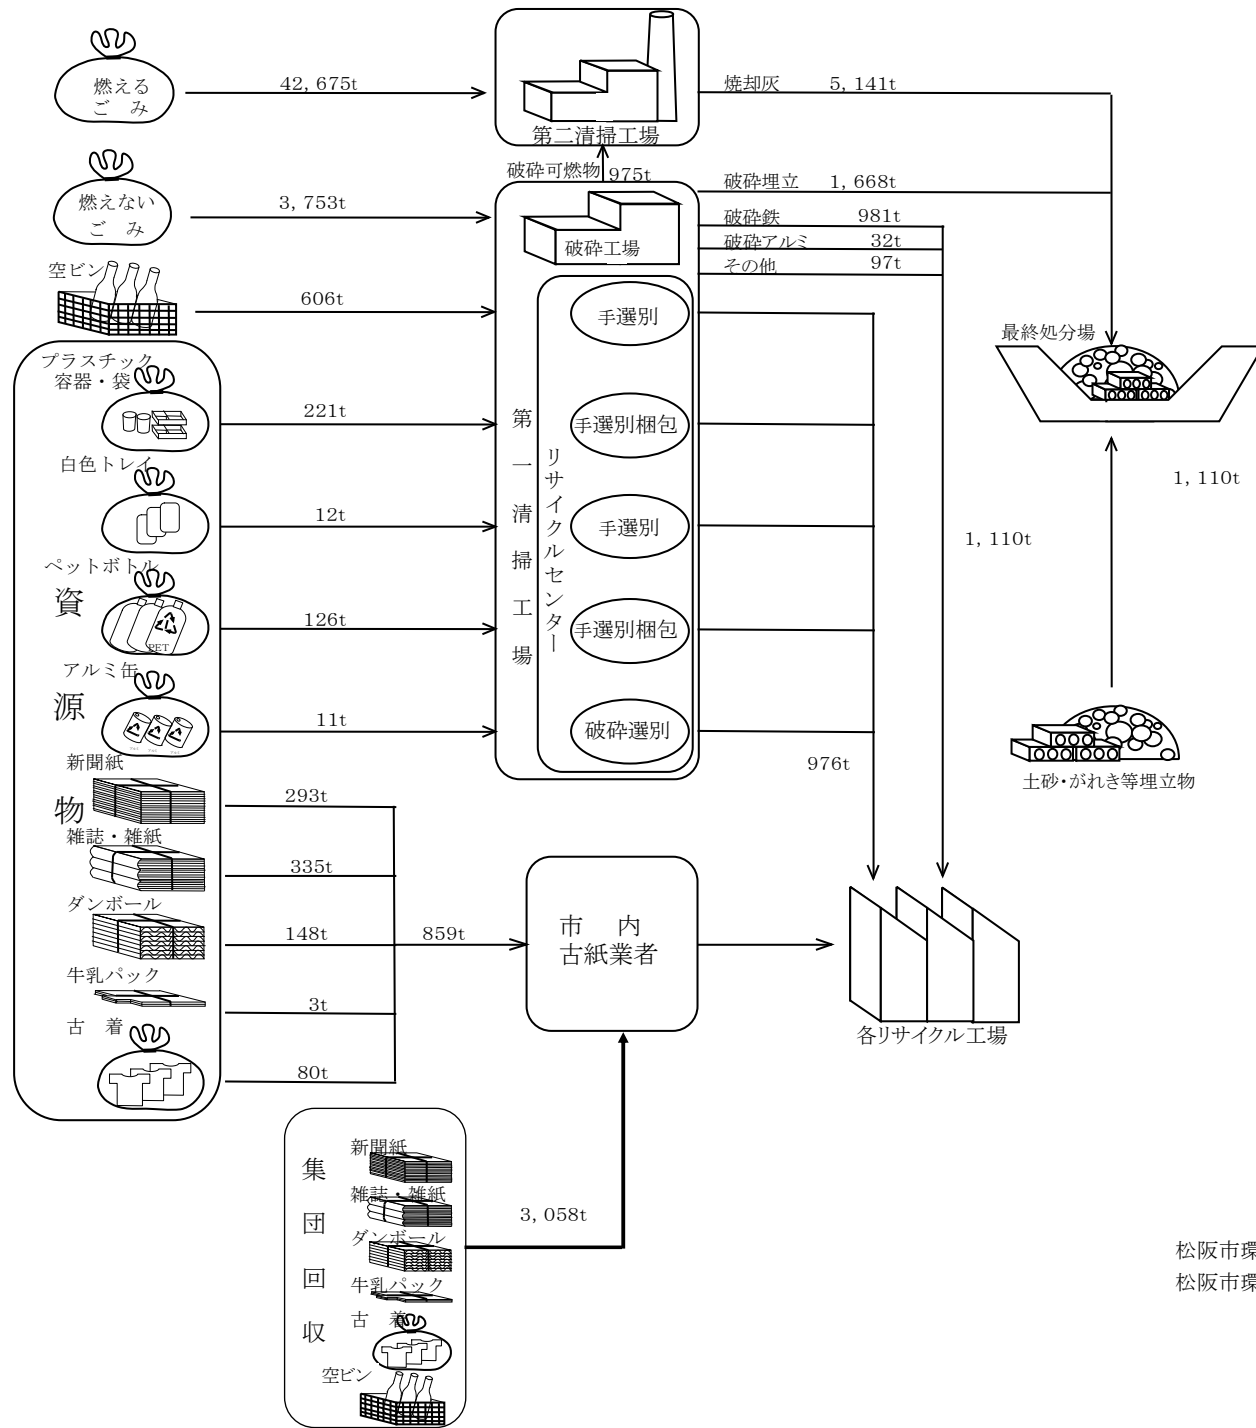 燃える
ご　み
42,675t
第二清掃工場
焼却灰　5,141t
破砕可燃物
975t
燃えない
ご　み
3,753t
破砕工場
破砕埋立　1,668t
破砕鉄　981t
破砕アルミ　32t
その他　97t
空ビン
606t
手選別
最終処分場
プラスチック
容器・袋
221t
手選別梱包
第一清掃工場
リサイクルセンター
白色トレイ
12t
手選別
1,110t
1,110t
ペットボトル
PET
126t
手選別梱包
アルミ缶
11t
破砕選別
976t
土砂・がれき等埋立物
資源物
新聞紙
293t
雑誌・雑紙
335t
ダンボール
148t
859t
市　内
古紙業者
牛乳パック
3t
各リサイクル工場
古　着
80t
集団回収
新聞紙
雑誌・雑紙
ダンボール
牛乳パック
古　着
空ビン
3,058t
松阪市環
松阪市環